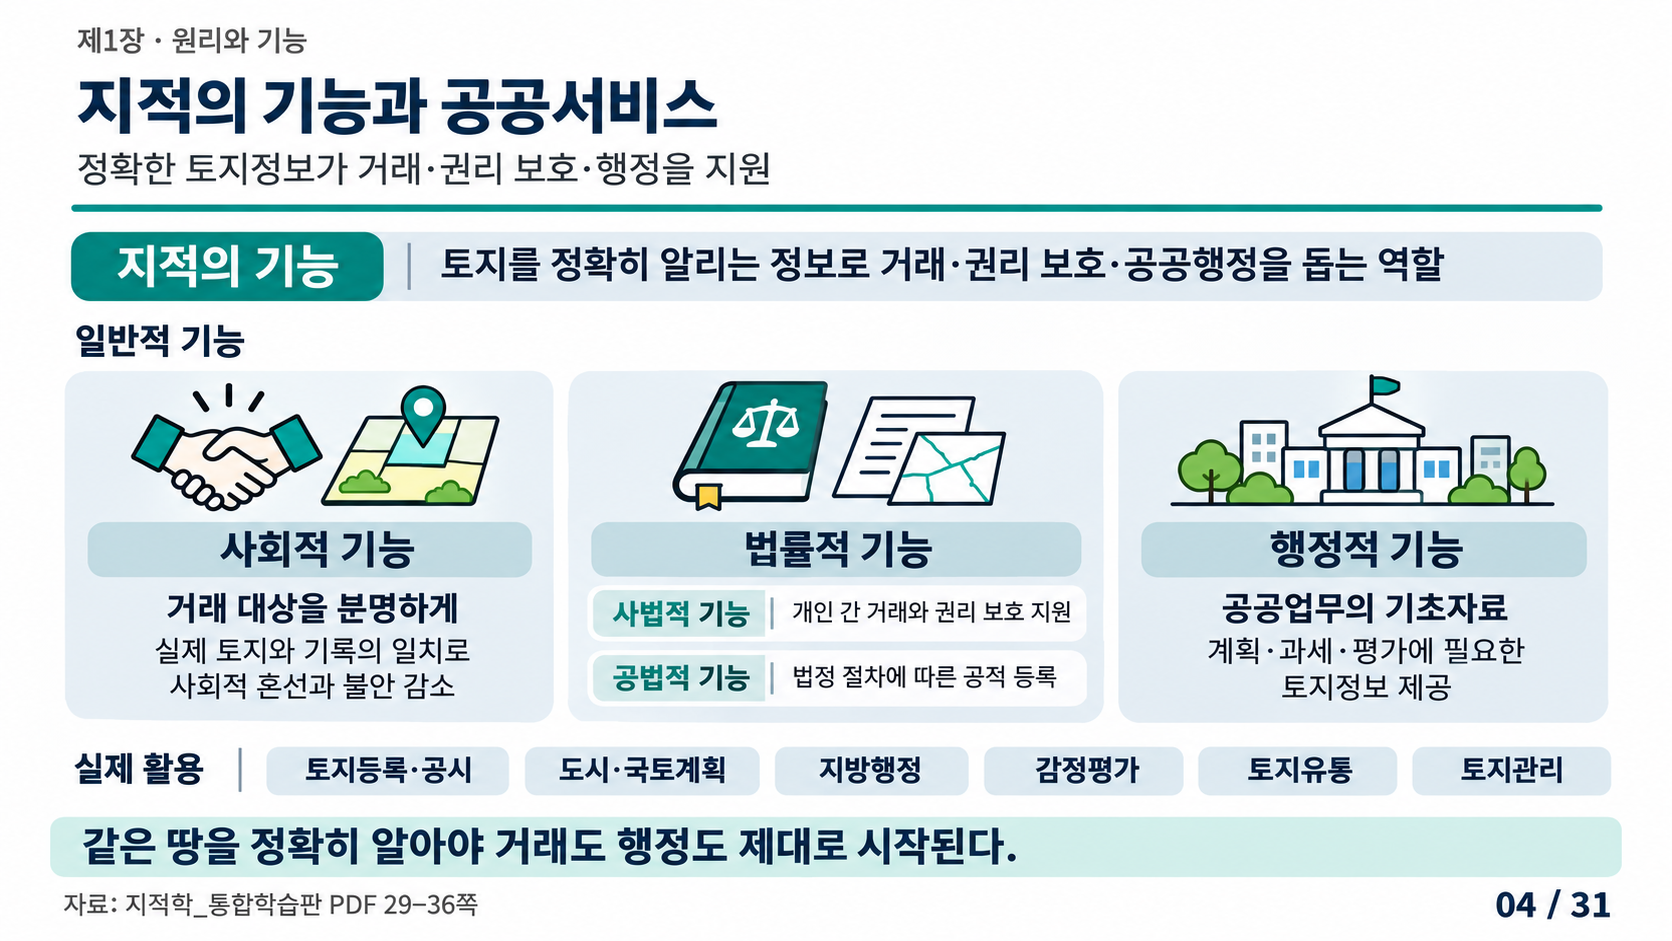 제1장 · 원리와 기능
지적의 기능과 공공서비스
정확한 토지정보가 거래·권리 보호·행정을 지원
지적의 기능
토지를 정확히 알리는 정보로 거래·권리 보호·공공행정을 돕는 역할
일반적 기능
사회적 기능
거래 대상을 분명하게
실제 토지와 기록의 일치로
사회적 혼선과 불안 감소
법률적 기능
사법적 기능
개인 간 거래와 권리 보호 지원
공법적 기능
법정 절차에 따른 공적 등록
행정적 기능
공공업무의 기초자료
계획·과세·평가에 필요한
토지정보 제공
실제 활용
토지등록·공시
도시·국토계획
지방행정
감정평가
토지유통
토지관리
같은 땅을 정확히 알아야 거래도 행정도 제대로 시작된다.
자료: 지적학_통합학습판 PDF 29–36쪽
04 / 31